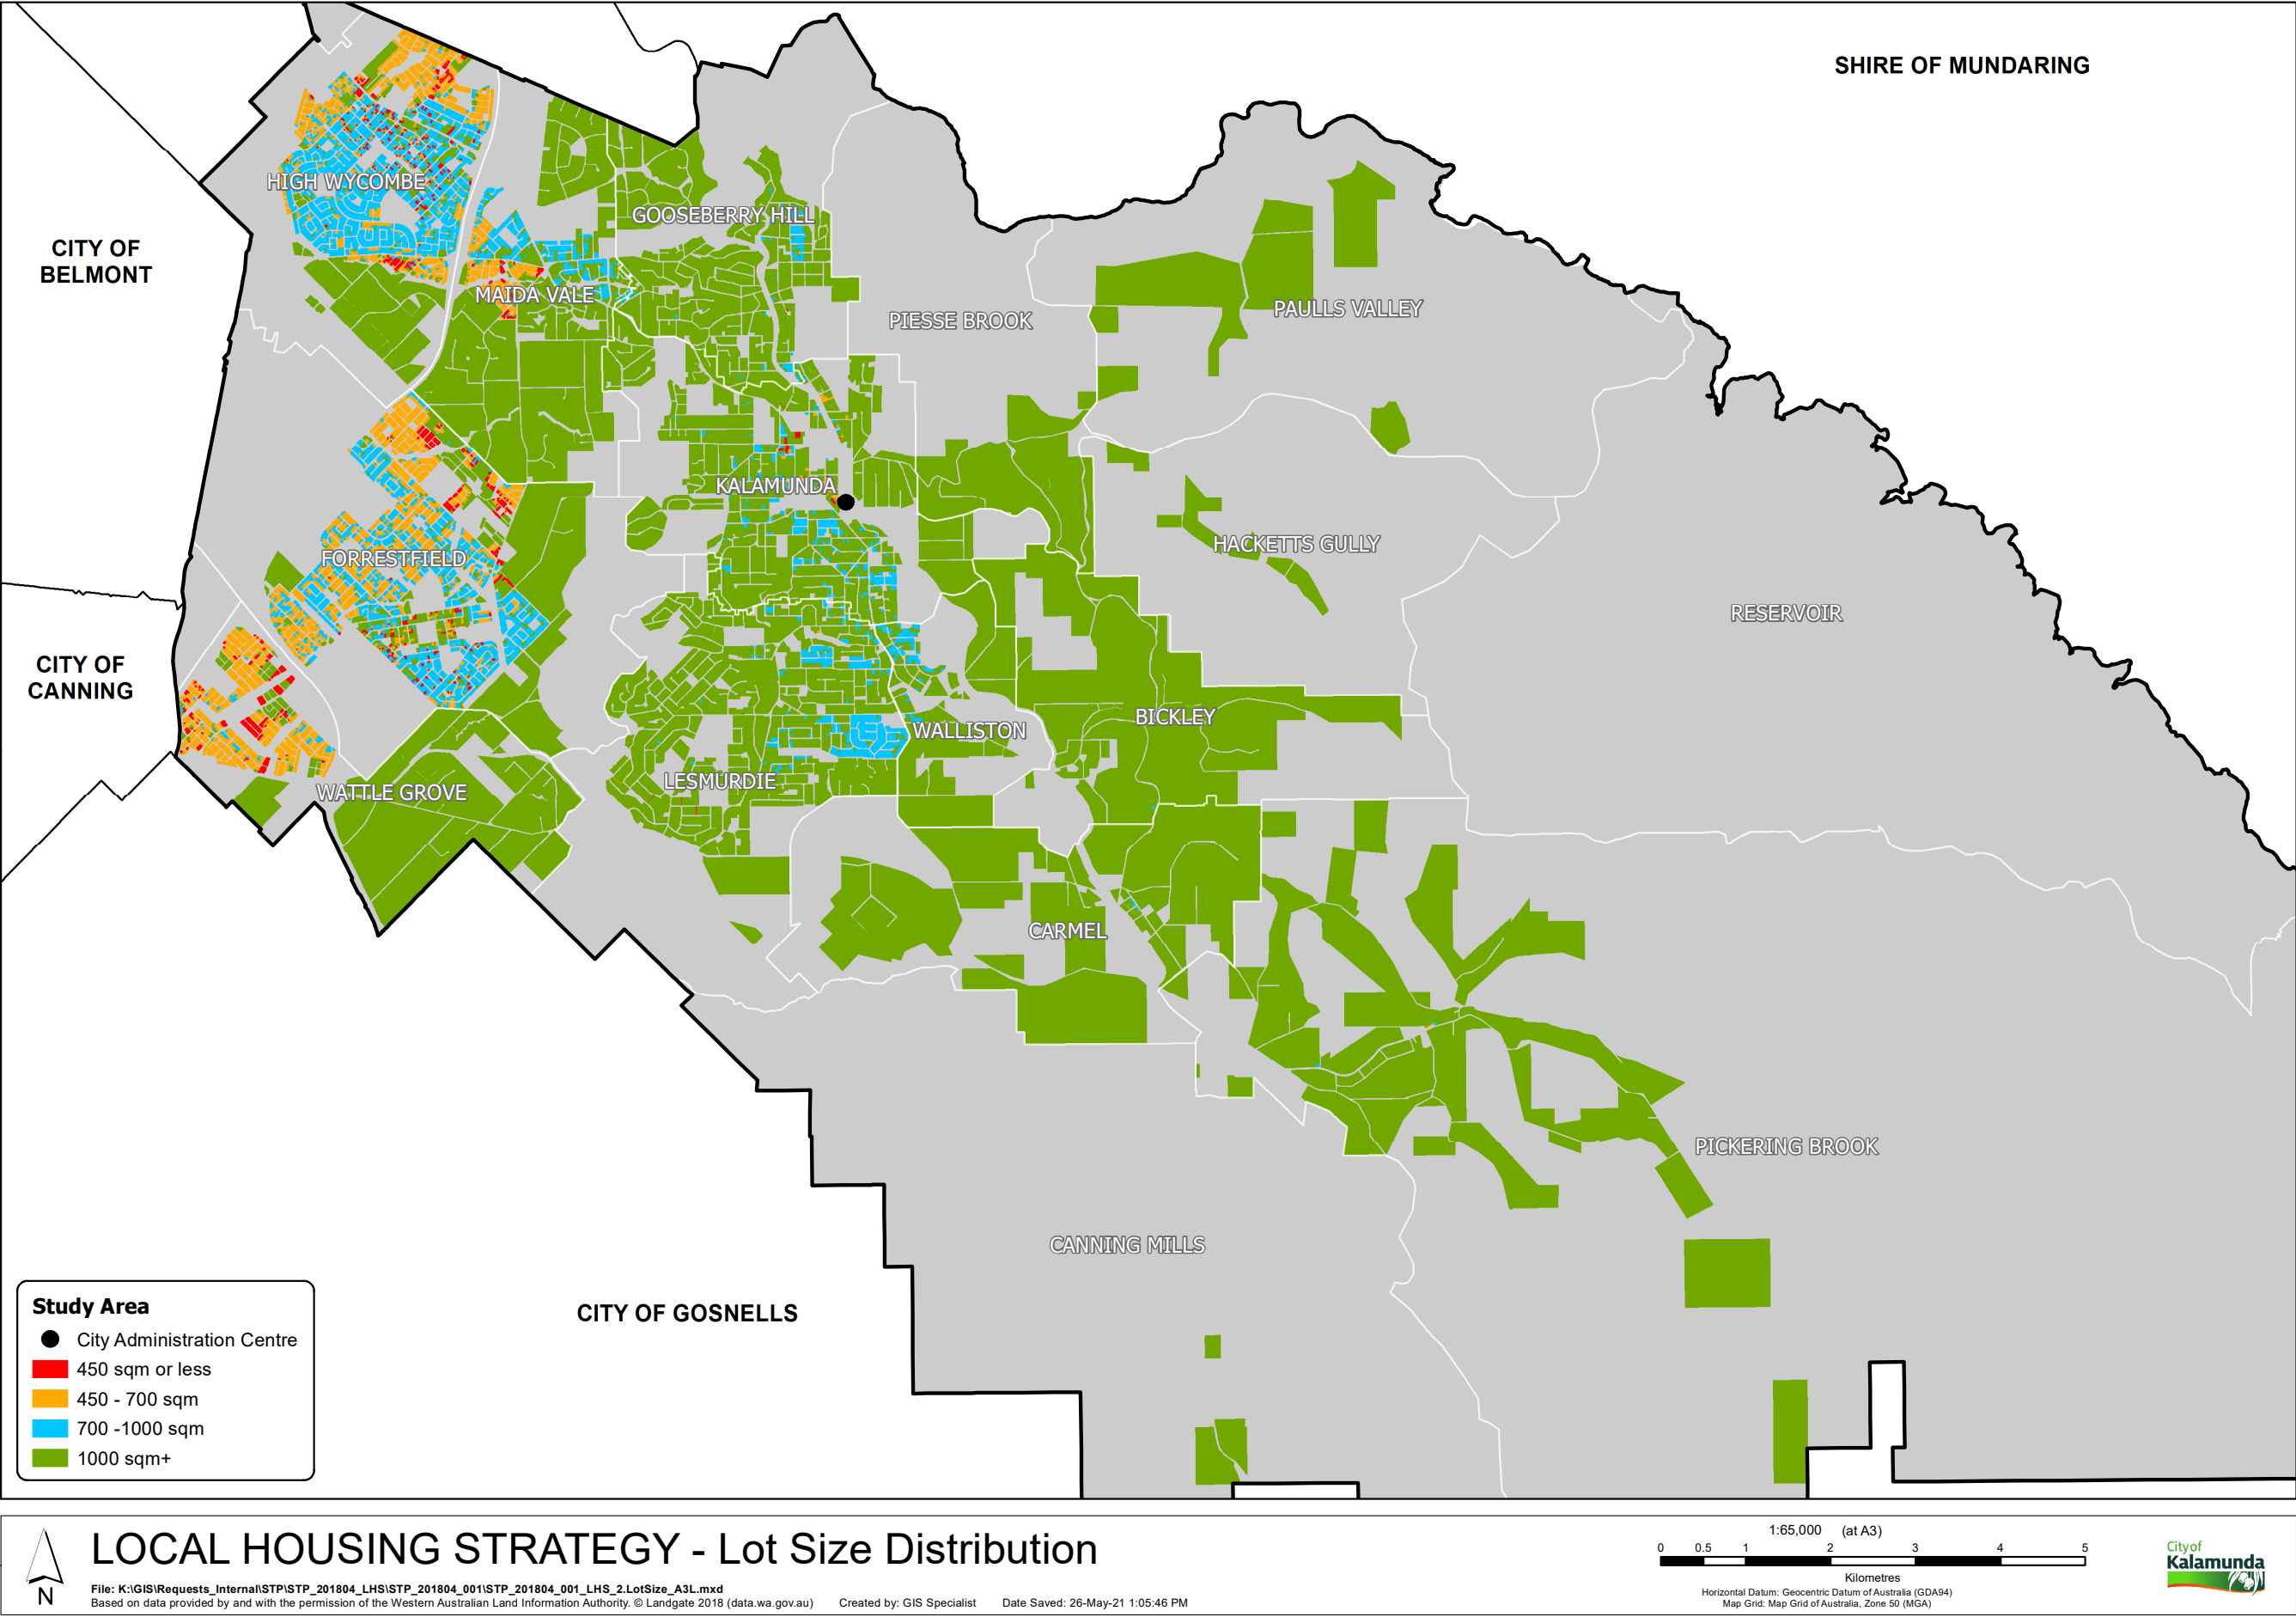 SHIRE OF MUNDARING
HIGH WYCOMBE
GOOSEBERRY HILL
CITY OF
BELMONT
MAIDA VALE
PIESSE BROOK
PAULLS VALLEY
KALAMUNDA
HACKETTS GULLY
FORRESTFIELD
RESERVOIR
CITY OF
CANNING
BICKLEY
WALLISTON
LESMURDIE
WATTLE GROVE
CARMEL
PICKERING BROOK
CANNING MILLS
CITY OF GOSNELLS
Study Area
City Administration Centre
450 sqm or less
450 - 700 sqm
700 -1000 sqm
1000 sqm+
N
LOCAL HOUSING STRATEGY - Lot Size Distribution
File: K:\GIS\Requests_Internal\STP\STP_201804_LHS\STP_201804_001\STP_201804_001_LHS_2.LotSize_A3L.mxd
Based on data provided by and with the permission of the Western Australian Land Information Authority. © Landgate 2018 (data.wa.gov.au) Created by: GIS Specialist Date Saved: 26-May-21 1:05:46 PM
1:65,000 (at A3)
0 0.5 1 2 3 4 5
Kilometres
Horizontal Datum: Geocentric Datum of Australia (GDA94)
Map Grid: Map Grid of Australia, Zone 50 (MGA)
City of
Kalamunda